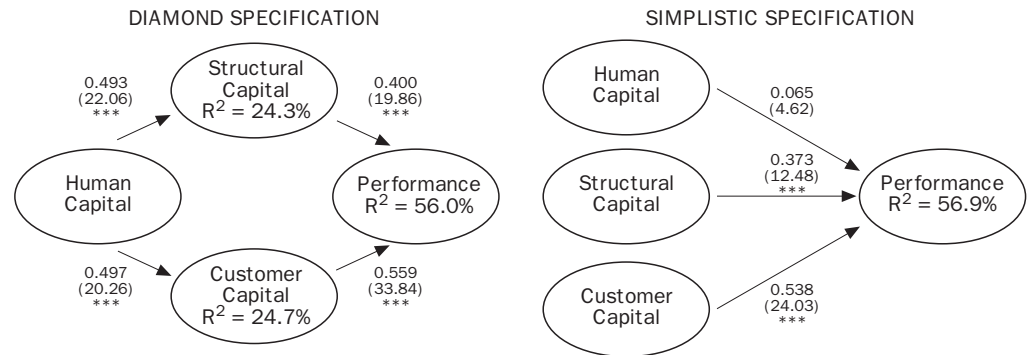 DIAMOND SPECIFICATION
0.493
(22.06)
***
Structural
Capital
R² = 24.3%
0.400
(19.86)
***
Human
Capital
Performance
R² = 56.0%
0.497
(20.26)
***
Customer
Capital
R² = 24.7%
0.559
(33.84)
***
SIMPLISTIC SPECIFICATION
Human
Capital
0.065
(4.62)
Structural
Capital
0.373
(12.48)
***
Performance
R² = 56.9%
Customer
Capital
0.538
(24.03)
***